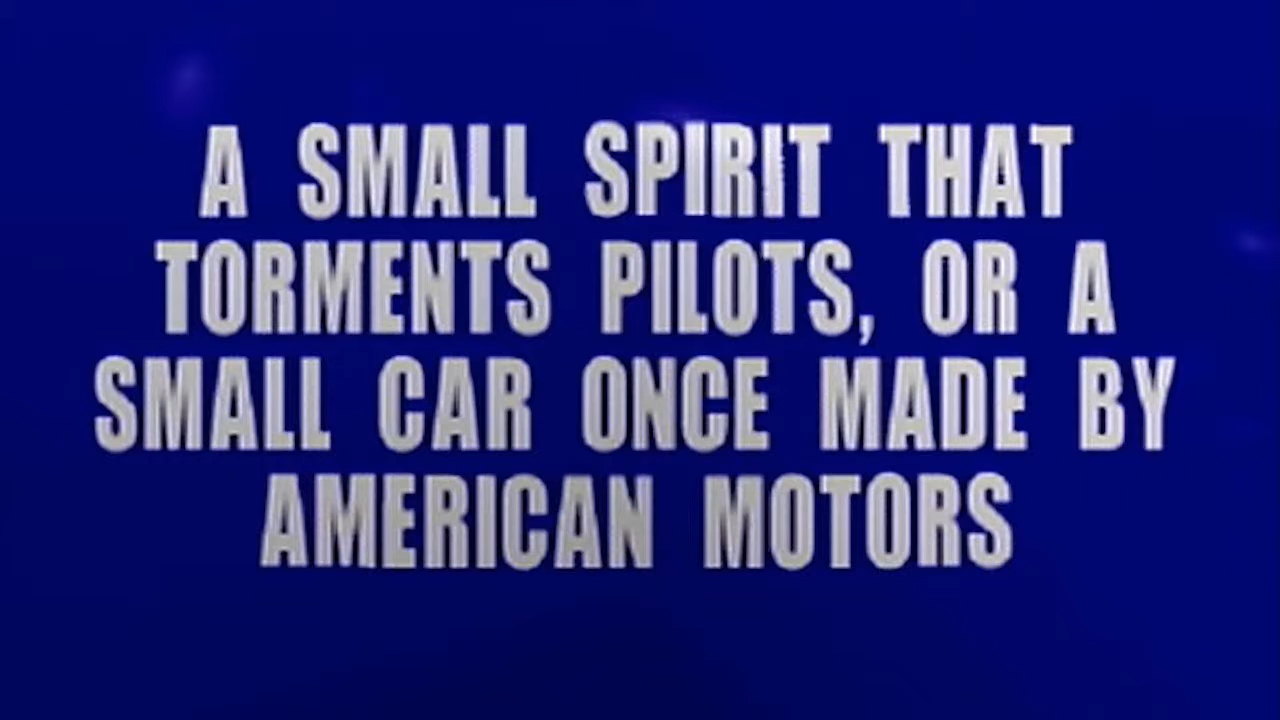 A SMALL SPIRIT THAT
TORMENTS PILOTS, OR A
SMALL CAR ONCE MADE BY
AMERICAN MOTORS